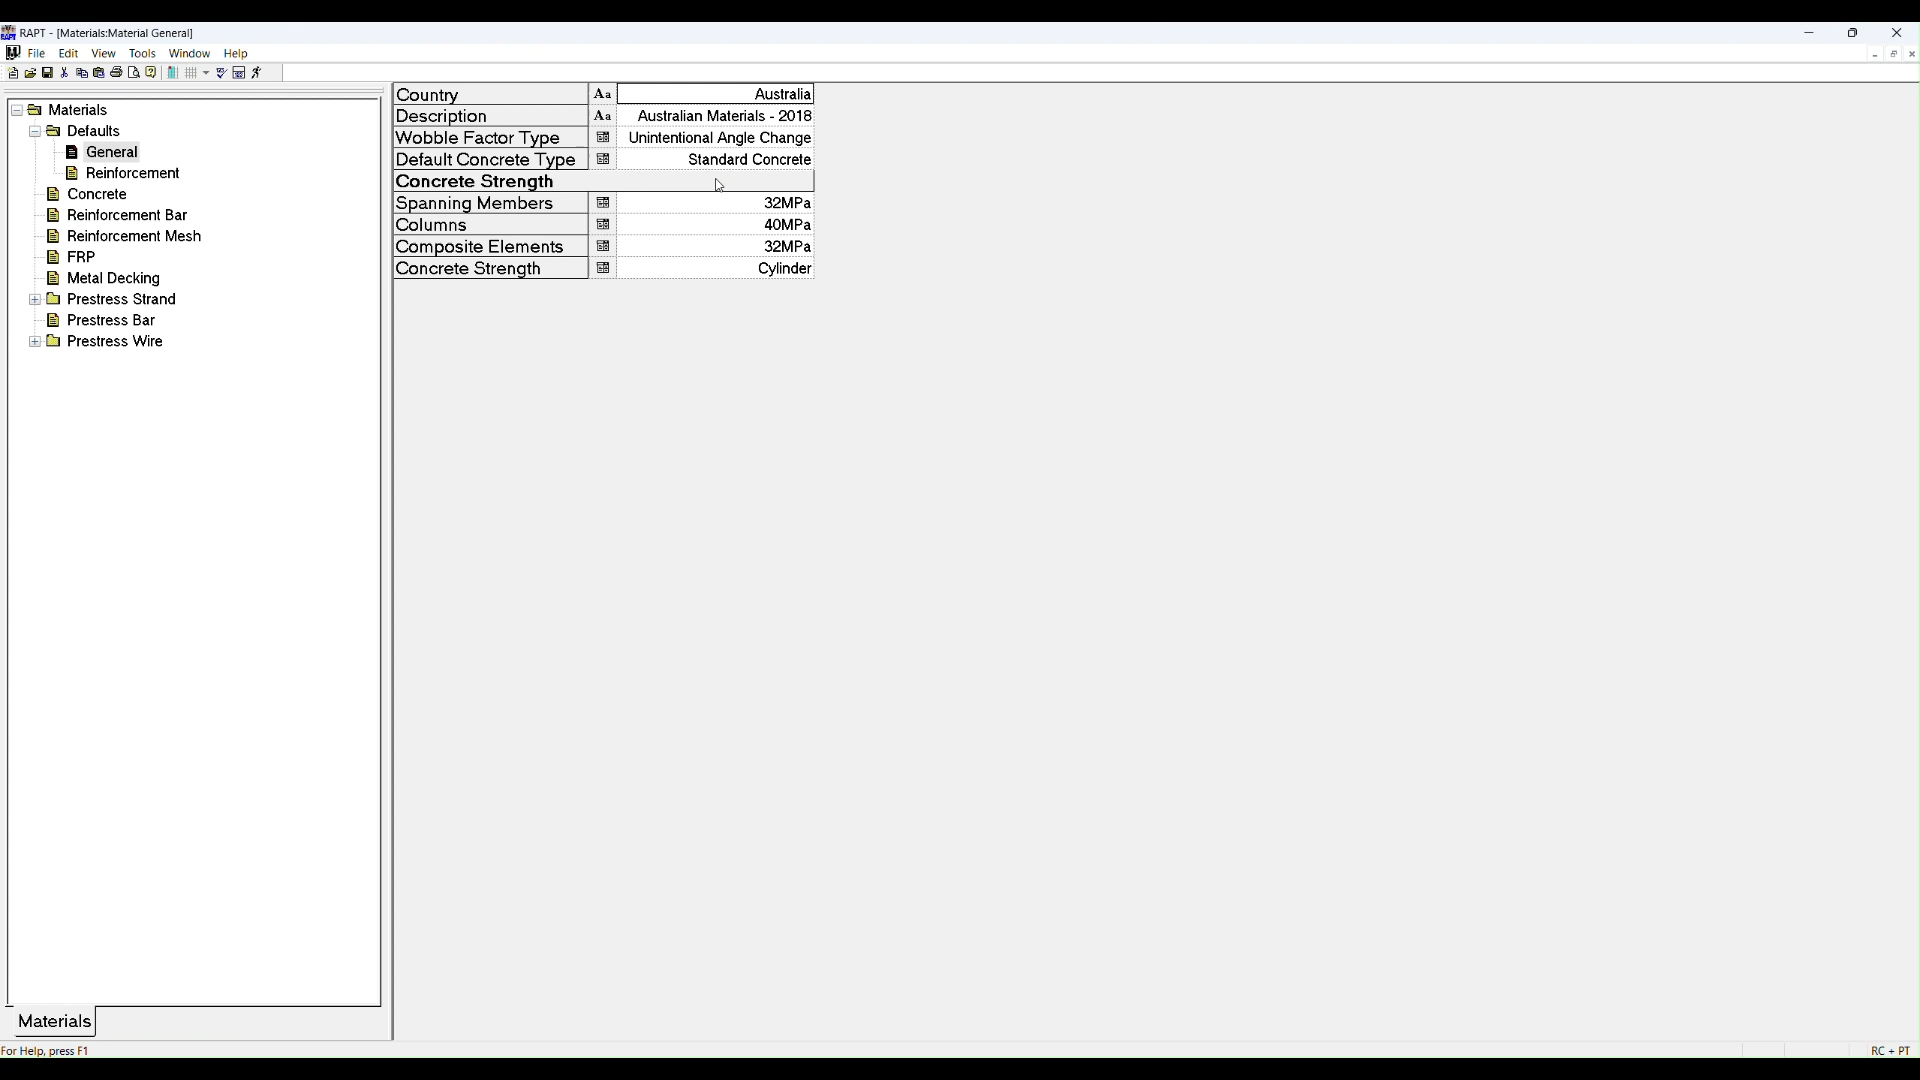 RAPT - [Materials:Material General]
File Edit View Tools Window Help
Materials
Defaults
General
Reinforcement
Concrete
Reinforcement Bar
Reinforcement Mesh
FRP
Metal Decking
Prestress Strand
Prestress Bar
Prestress Wire
Country Aa Australia
Description Aa Australian Materials - 2018
Wobble Factor Type Unintentional Angle Change
Default Concrete Type Standard Concrete
Concrete Strength
Spanning Members 32MPa
Columns 40MPa
Composite Elements 32MPa
Concrete Strength Cylinder
Materials
For Help, press F1
RC + PT